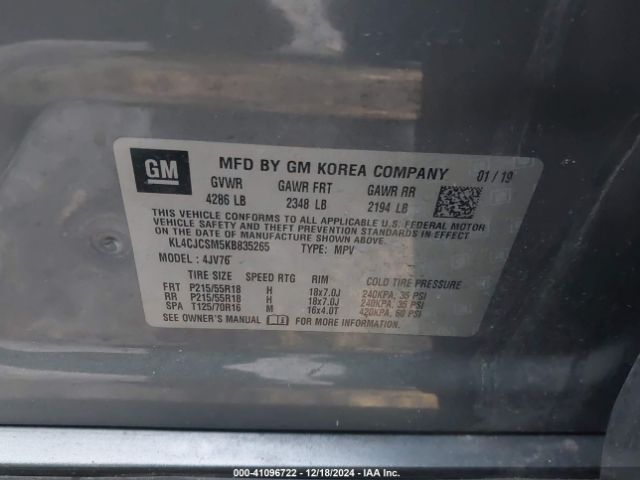 GM
MFD BY GM KOREA COMPANY 01/19
GVWR GAWR FRT GAWR RR
4286 LB 2348 LB 2194 LB
THIS VEHICLE CONFORMS TO ALL APPLICABLE U.S. FEDERAL MOTOR
VEHICLE SAFETY AND THEFT PREVENTION STANDARDS IN EFFECT
ON THE DATE OF MANUFACTURE SHOWN ABOVE.
KL4CJCSM5KB835265 TYPE: MPV
MODEL: 4JV76
TIRE SIZE SPEED RTG RIM COLD TIRE PRESSURE
FRT P215/55R18 H 18x7.0J 240KPA, 35 PSI
RR P215/55R18 H 18x7.0J 240KPA, 35 PSI
SPA T125/70R16 M 16x4.0T 420KPA, 60 PSI
SEE OWNER'S MANUAL FOR MORE INFORMATION.
000-41096722 - 12/18/2024 - IAA Inc.